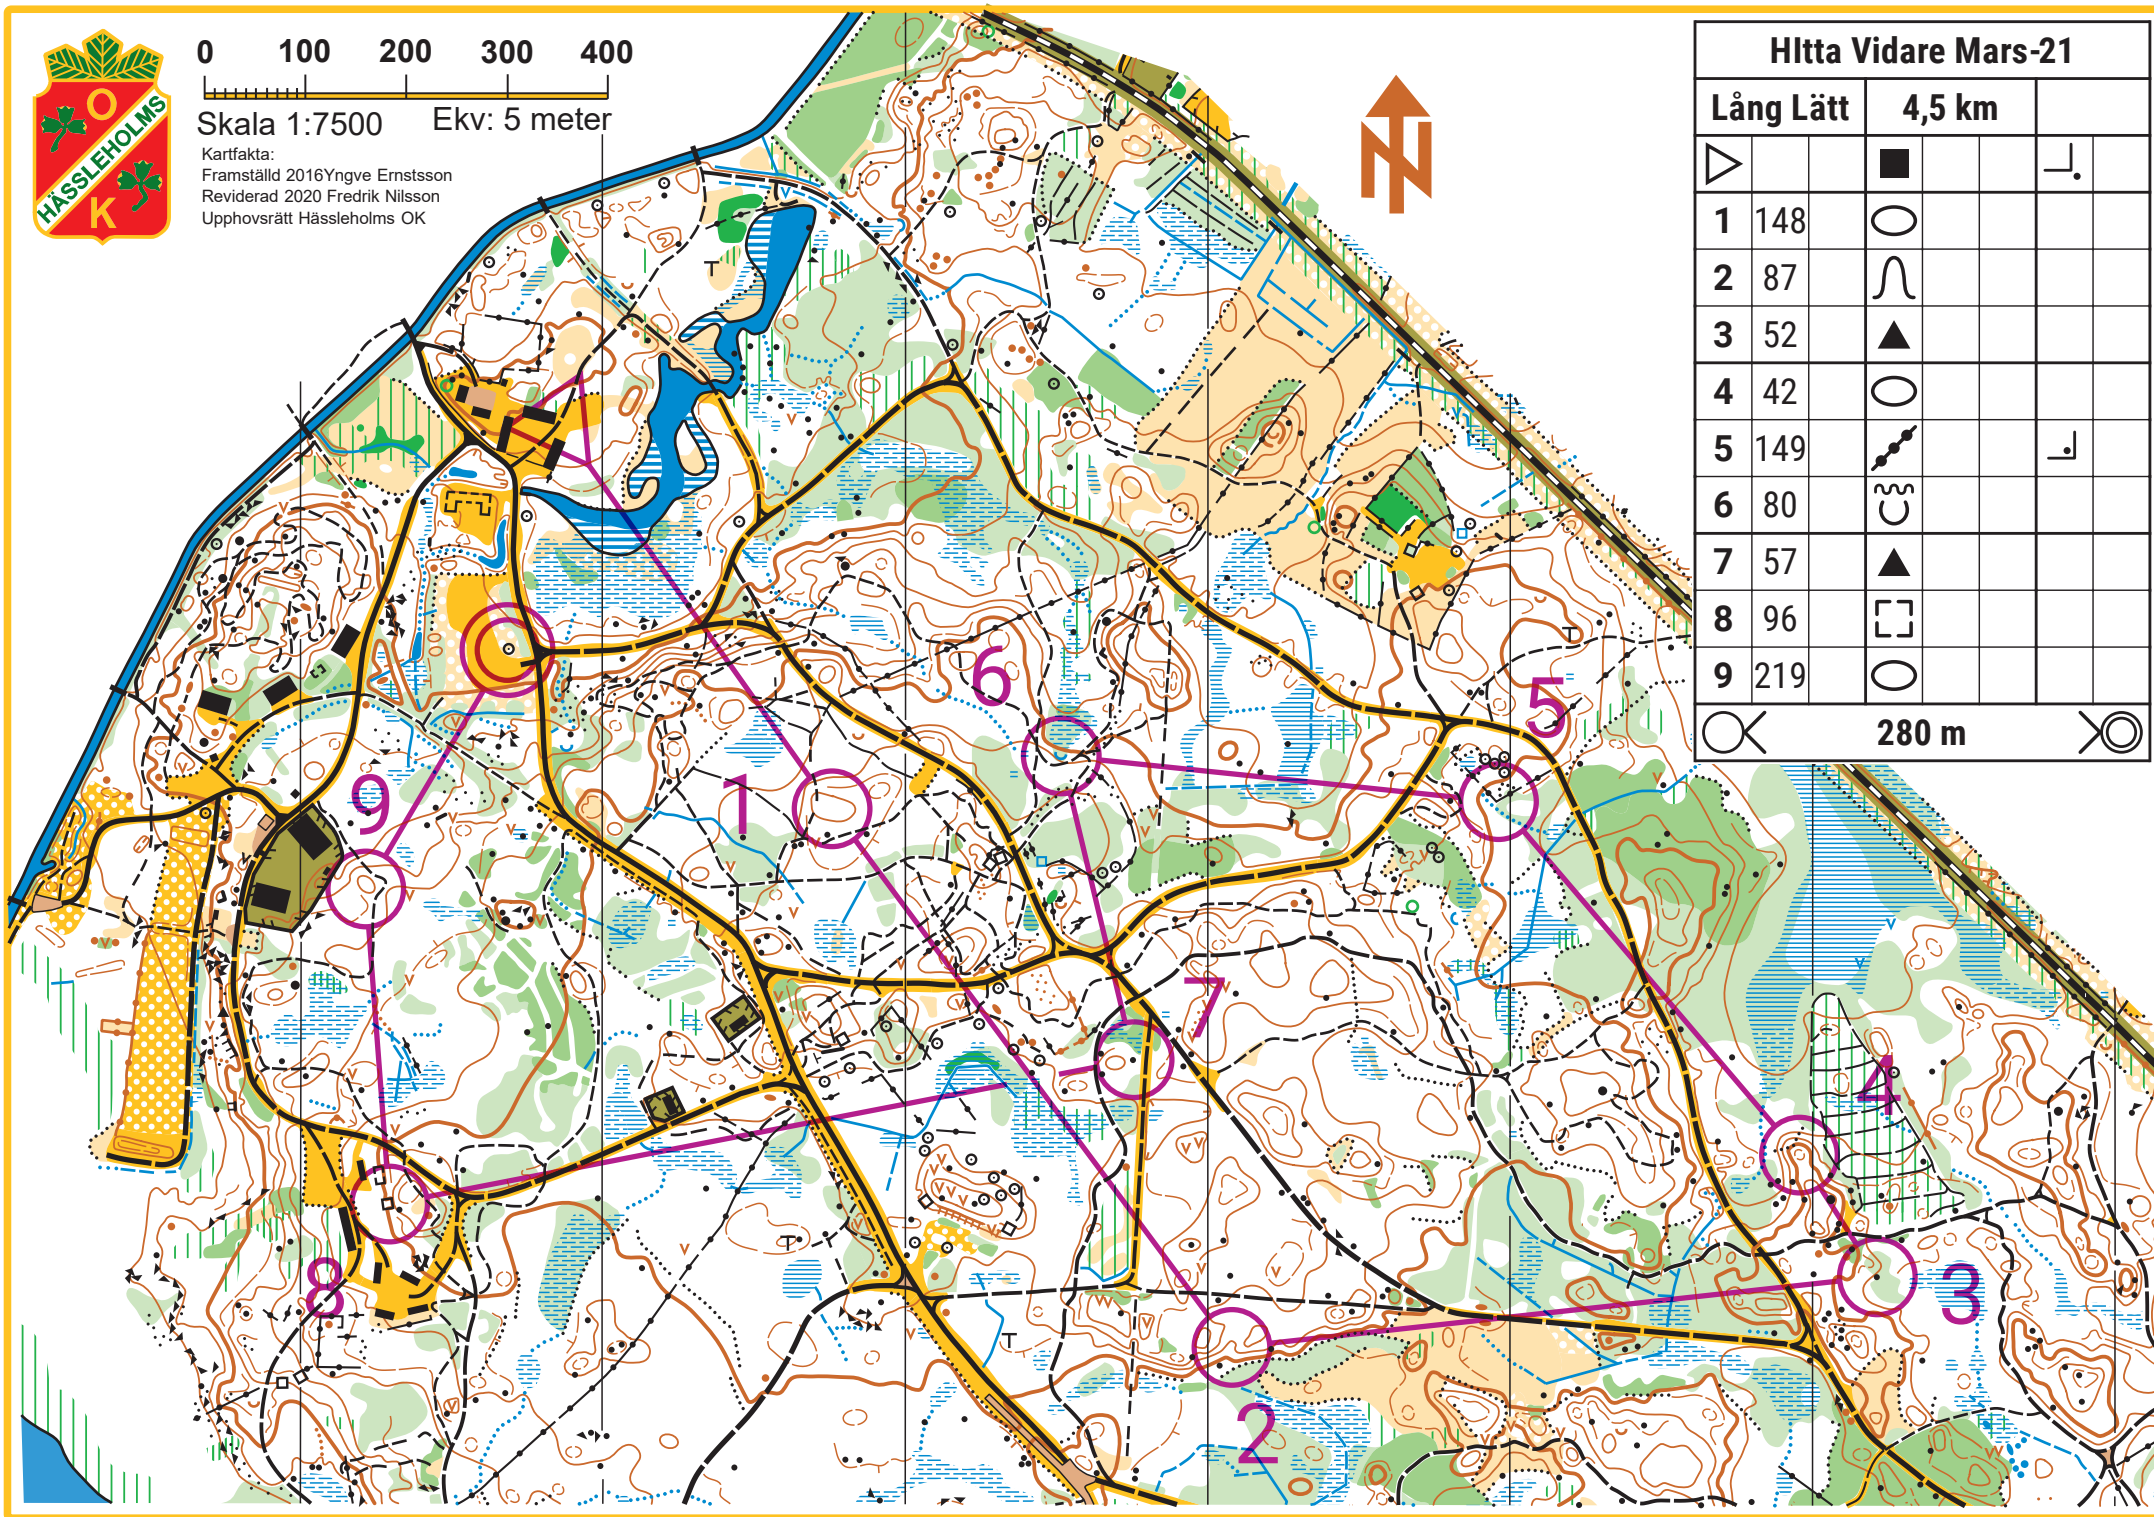 O
HÄSSLEHOLMS
K
0 100 200 300 400
Skala 1:7500 Ekv: 5 meter
Kartfakta:
Framställd 2016Yngve Ernstsson
Reviderad 2020 Fredrik Nilsson
Upphovsrätt Hässleholms OK
N
HItta Vidare Mars-21
Lång Lätt 4,5 km
1 148
2 87
3 52
4 42
5 149
6 80
7 57
8 96
9 219
280 m
6
5
9
1
7
4
8
3
2